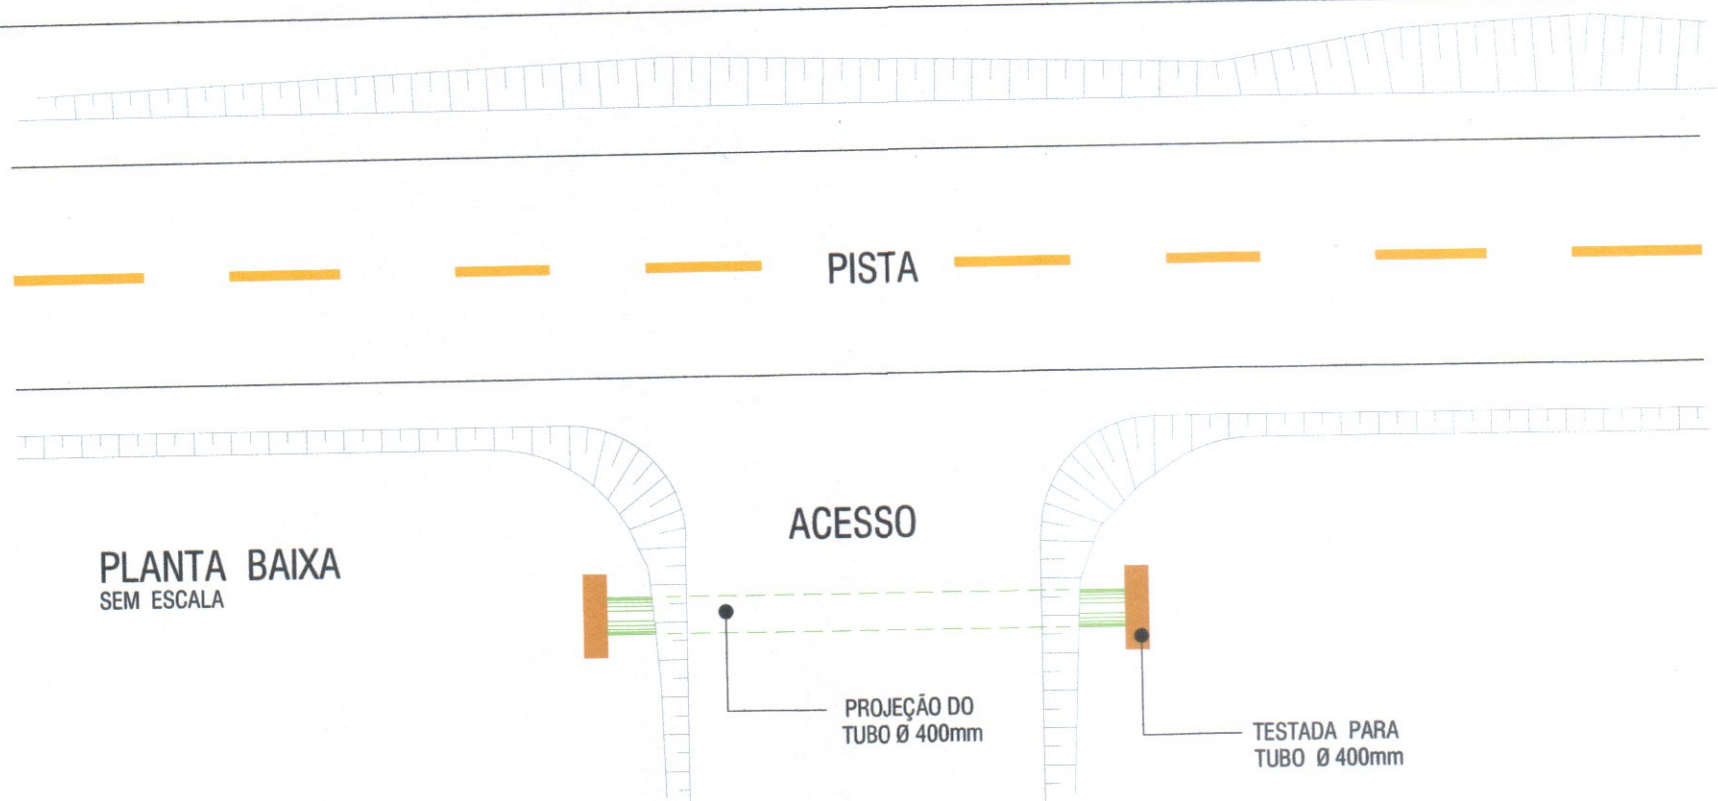 PISTA
ACESSO
PLANTA BAIXA
SEM ESCALA
PROJEÇÃO DO
TUBO Ø 400mm
TESTADA PARA
TUBO Ø 400mm